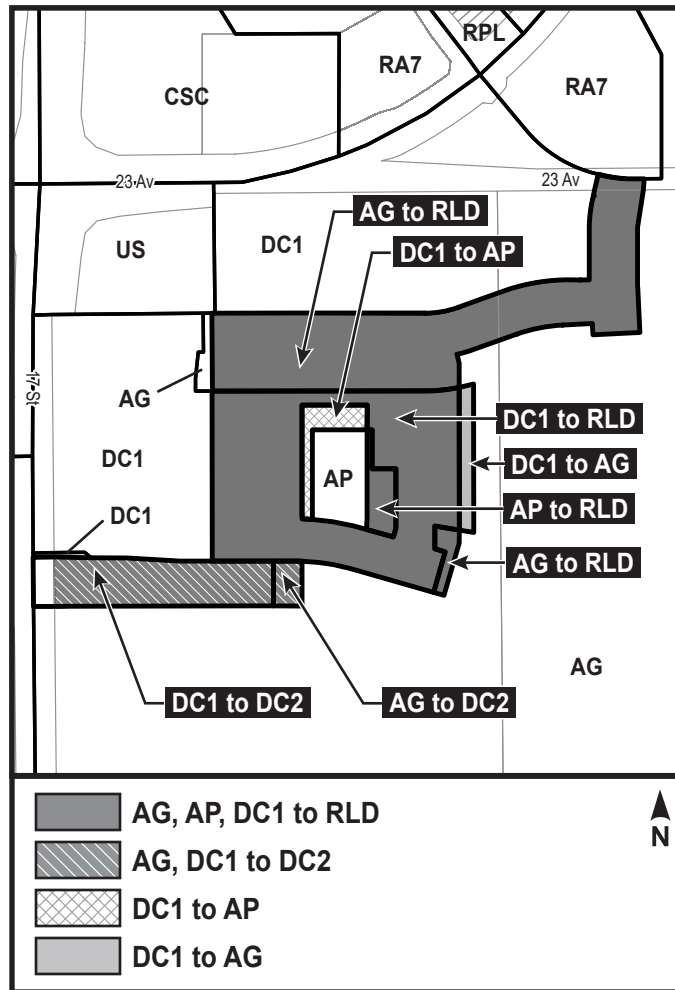 RPL
RA7
RA7
CSC
23 Av
23 Av
AG to RLD
US
DC1
DC1 to AP
AG
17 St
DC1 to RLD
DC1
DC1 to AG
AP
AP to RLD
DC1
AG to RLD
AG
DC1 to DC2
AG to DC2
AG, AP, DC1 to RLD
N
AG, DC1 to DC2
DC1 to AP
DC1 to AG